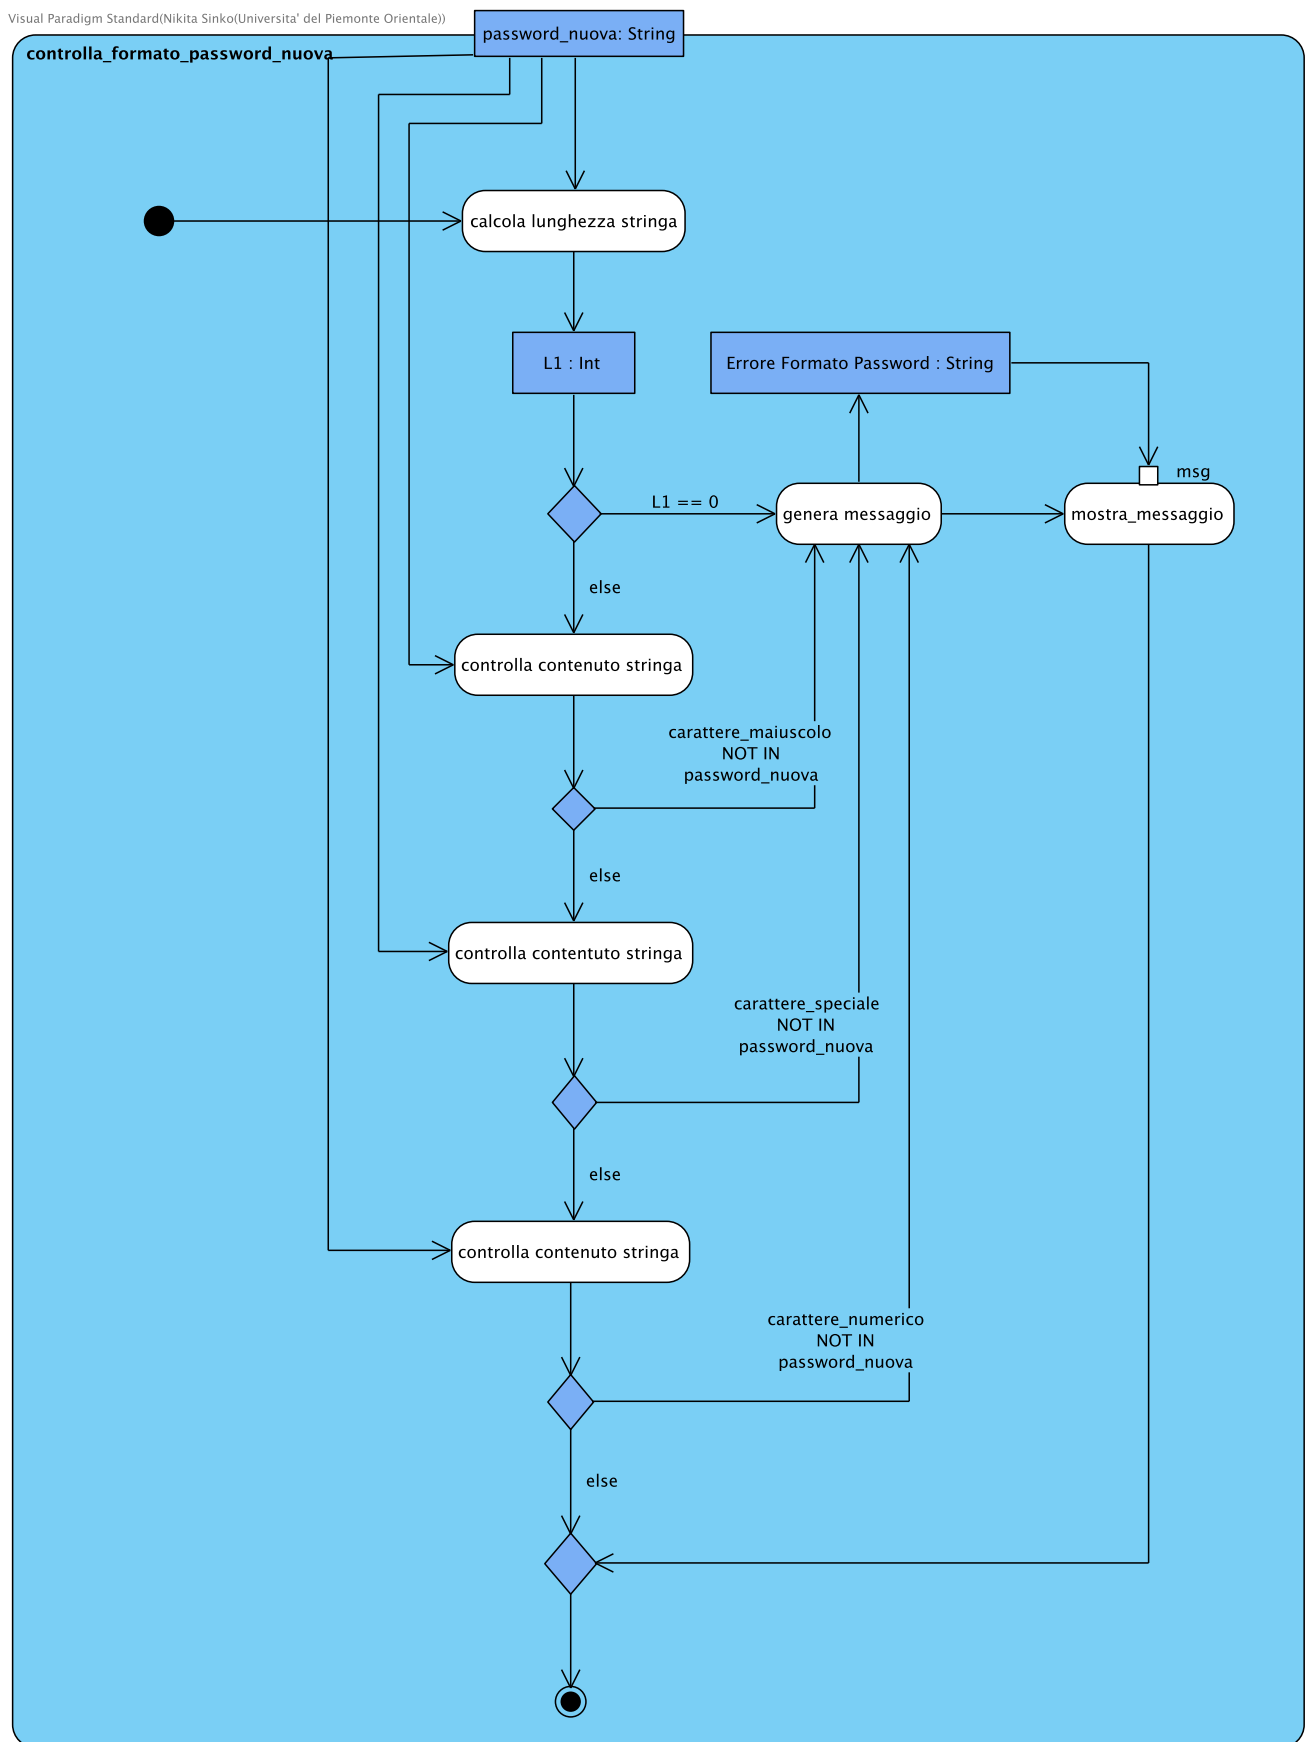 Visual Paradigm Standard(Nikita Sinko(Universita' del Piemonte Orientale))
password_nuova: String
controlla_formato_password_nuova
calcola lunghezza stringa
L1 : Int
Errore Formato Password : String
msg
L1 == 0
genera messaggio
mostra_messaggio
else
controlla contenuto stringa
carattere_maiuscolo
NOT IN
password_nuova
else
controlla contentuto stringa
carattere_speciale
NOT IN
password_nuova
else
controlla contenuto stringa
carattere_numerico
NOT IN
password_nuova
else